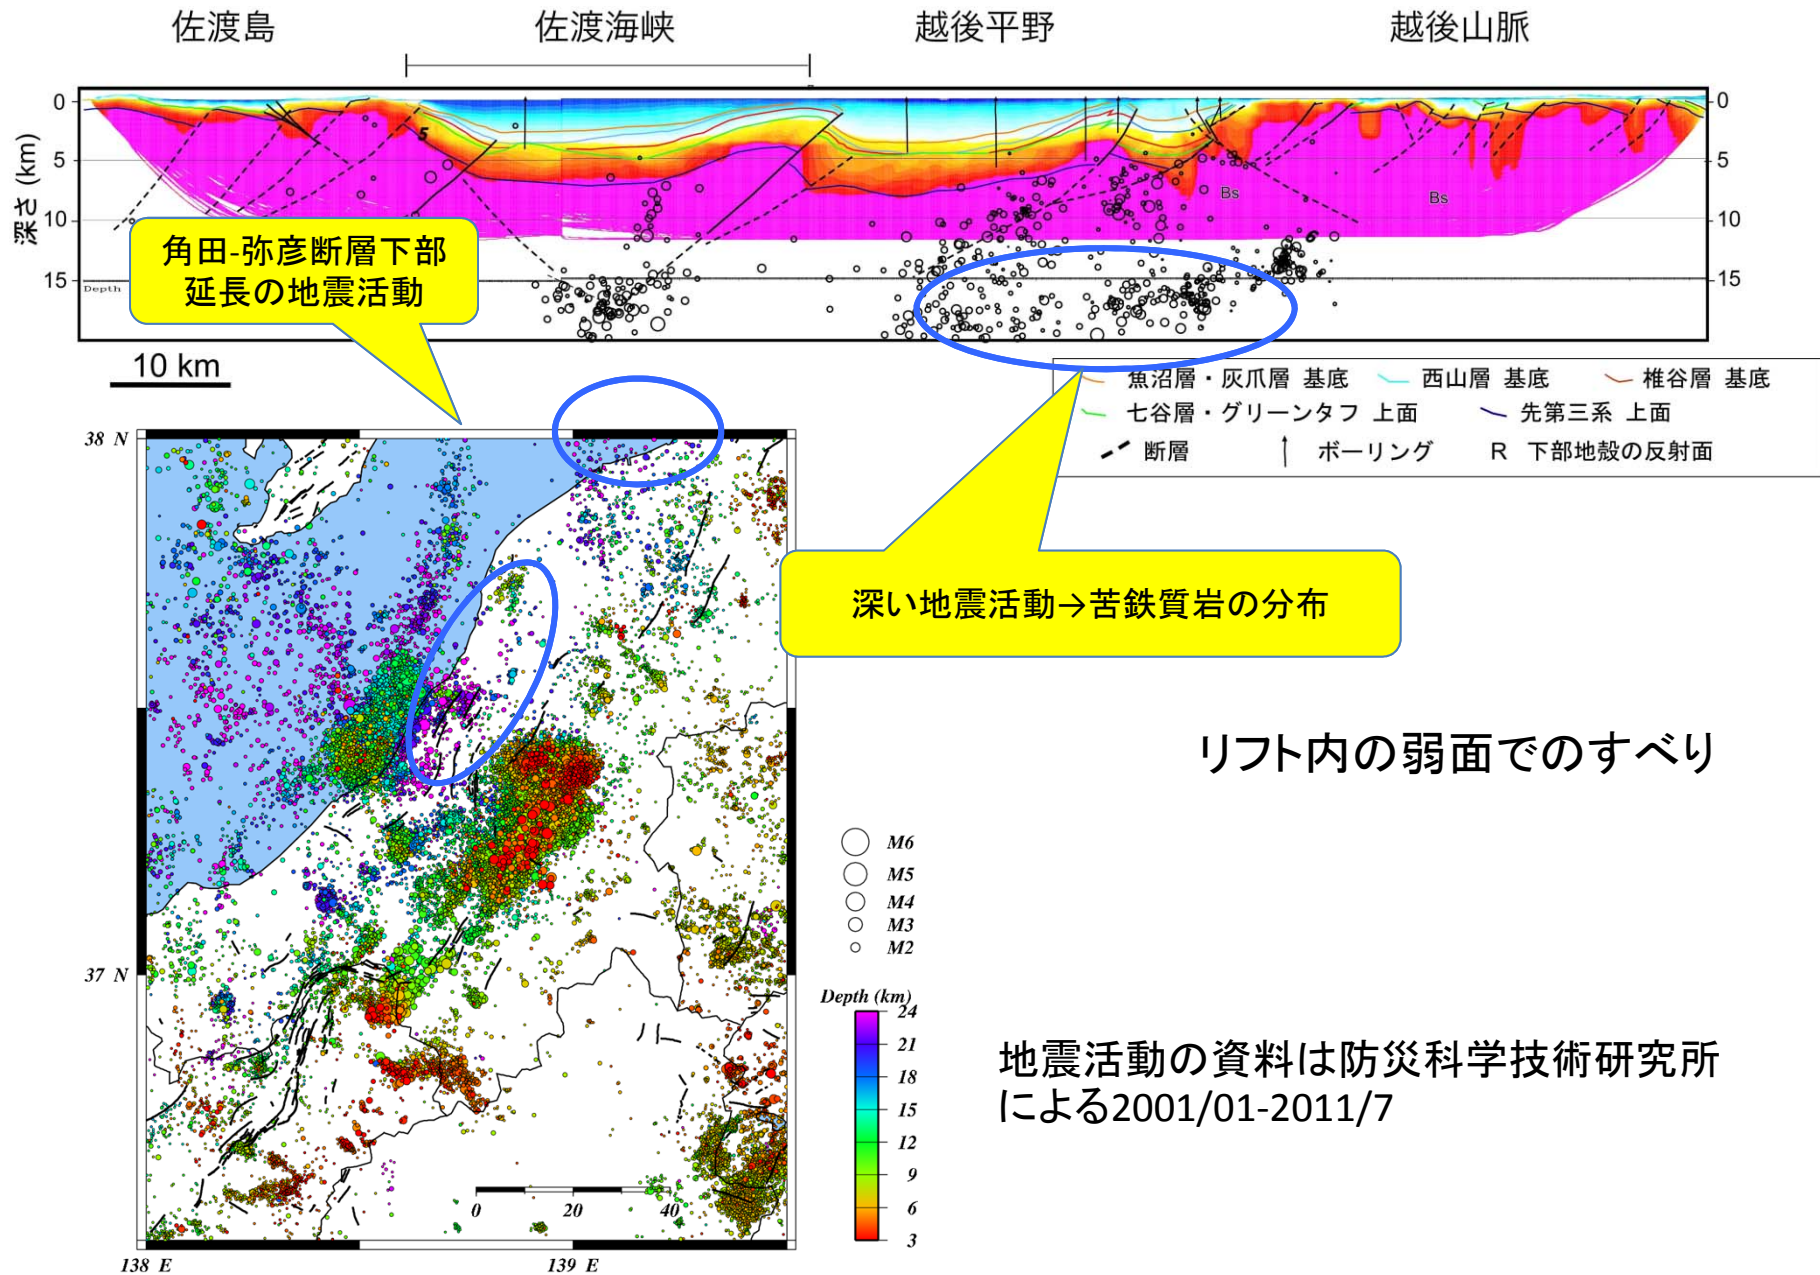 佐渡島 佐渡海峡 越後平野 越後山脈
0 0
5 5 5
10 10
15 15
深さ (km)
Bs Bs
Depth
角田-弥彦断層下部
延長の地震活動
10 km
魚沼層・灰爪層 基底 西山層 基底 椎谷層 基底
七谷層・グリーンタフ 上面 先第三系 上面
断層 ボーリング R 下部地殻の反射面
38 N
深い地震活動→苦鉄質岩の分布
リフト内の弱面でのすべり
M6
M5
M4
M3
M2
37 N
Depth (km)
24
21
18
15
12
9
6
3
地震活動の資料は防災科学技術研究所
による2001/01-2011/7
0 20 40
138 E 139 E